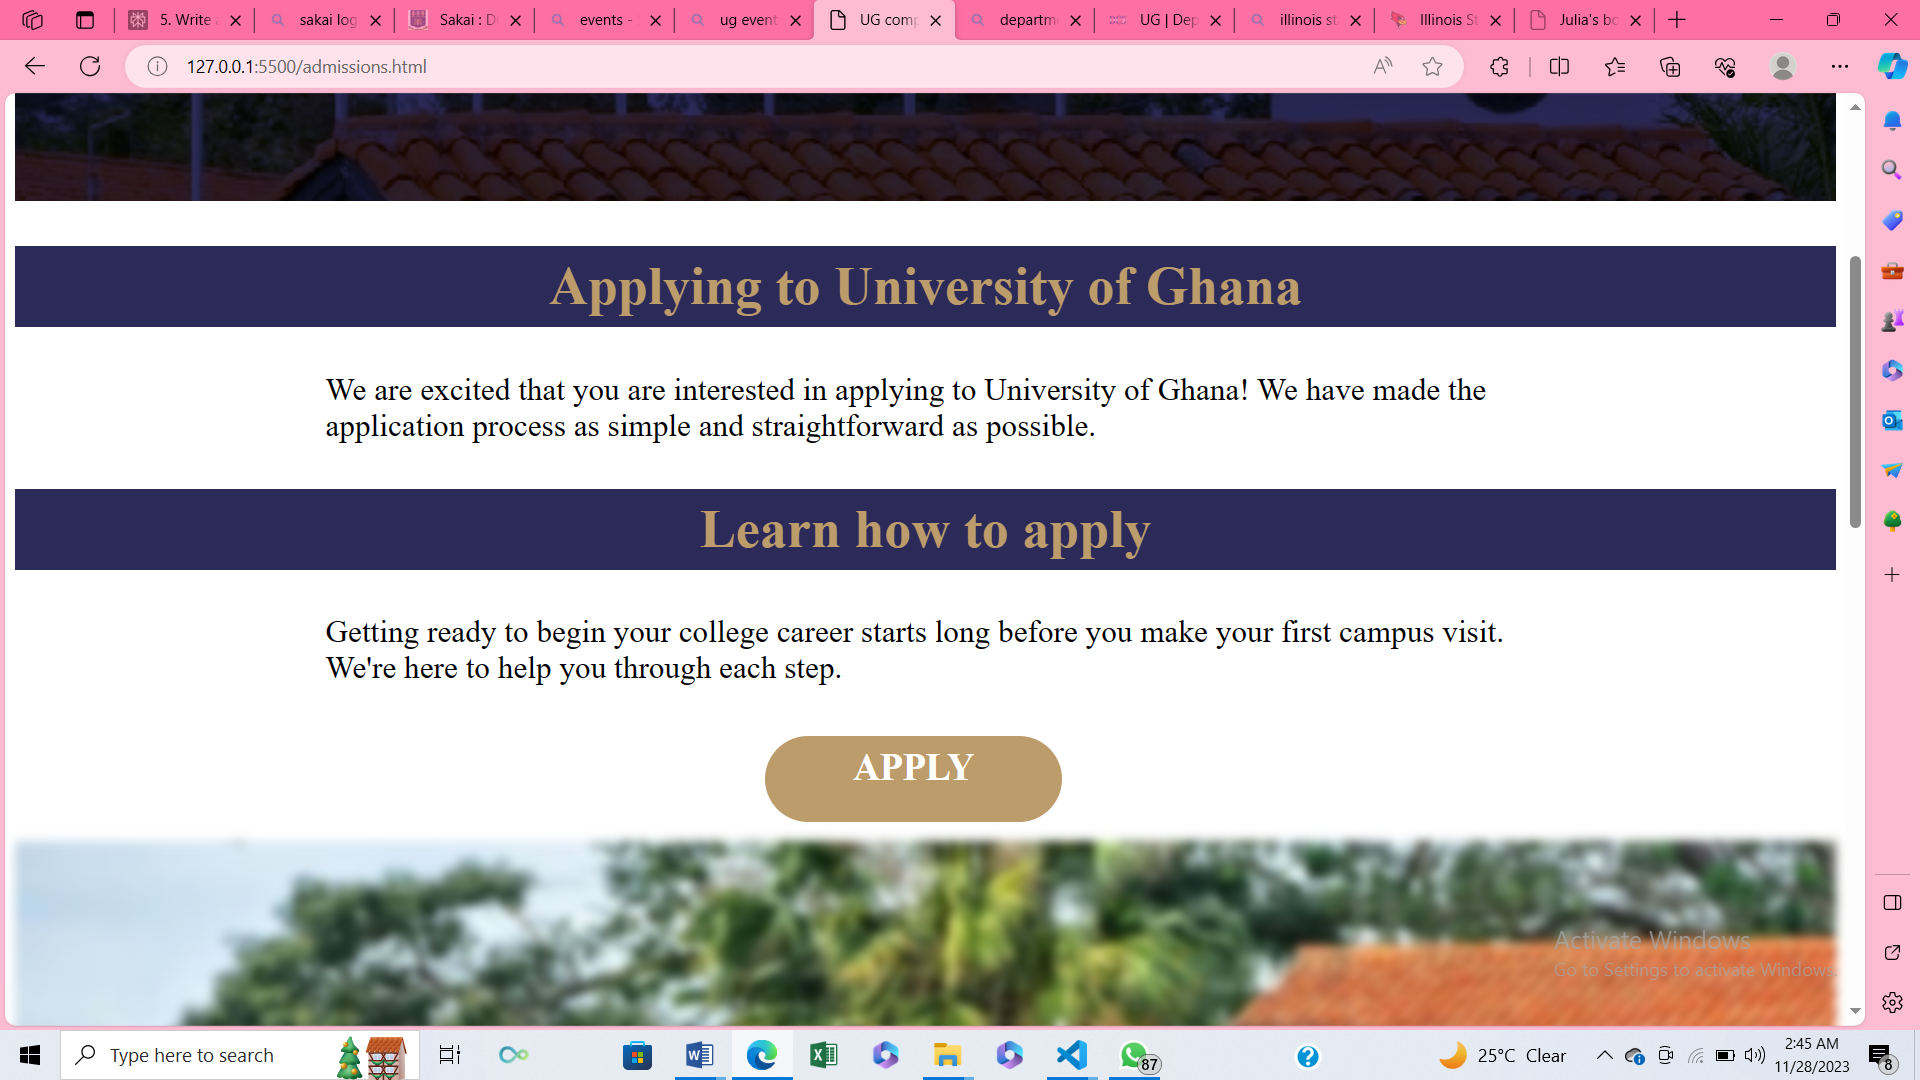 5. Write a
sakai log
Sakai : D
events -
ug event
UG comp
departm
UG | Dep
illinois st
Illinois St
Julia's bo
127.0.0.1:5500/admissions.html
Applying to University of Ghana
We are excited that you are interested in applying to University of Ghana! We have made the
application process as simple and straightforward as possible.
Learn how to apply
Getting ready to begin your college career starts long before you make your first campus visit.
We're here to help you through each step.
APPLY
Activate Windows
Go to Settings to activate Windows.
Type here to search
87
25°C Clear
2:45 AM
11/28/2023
8